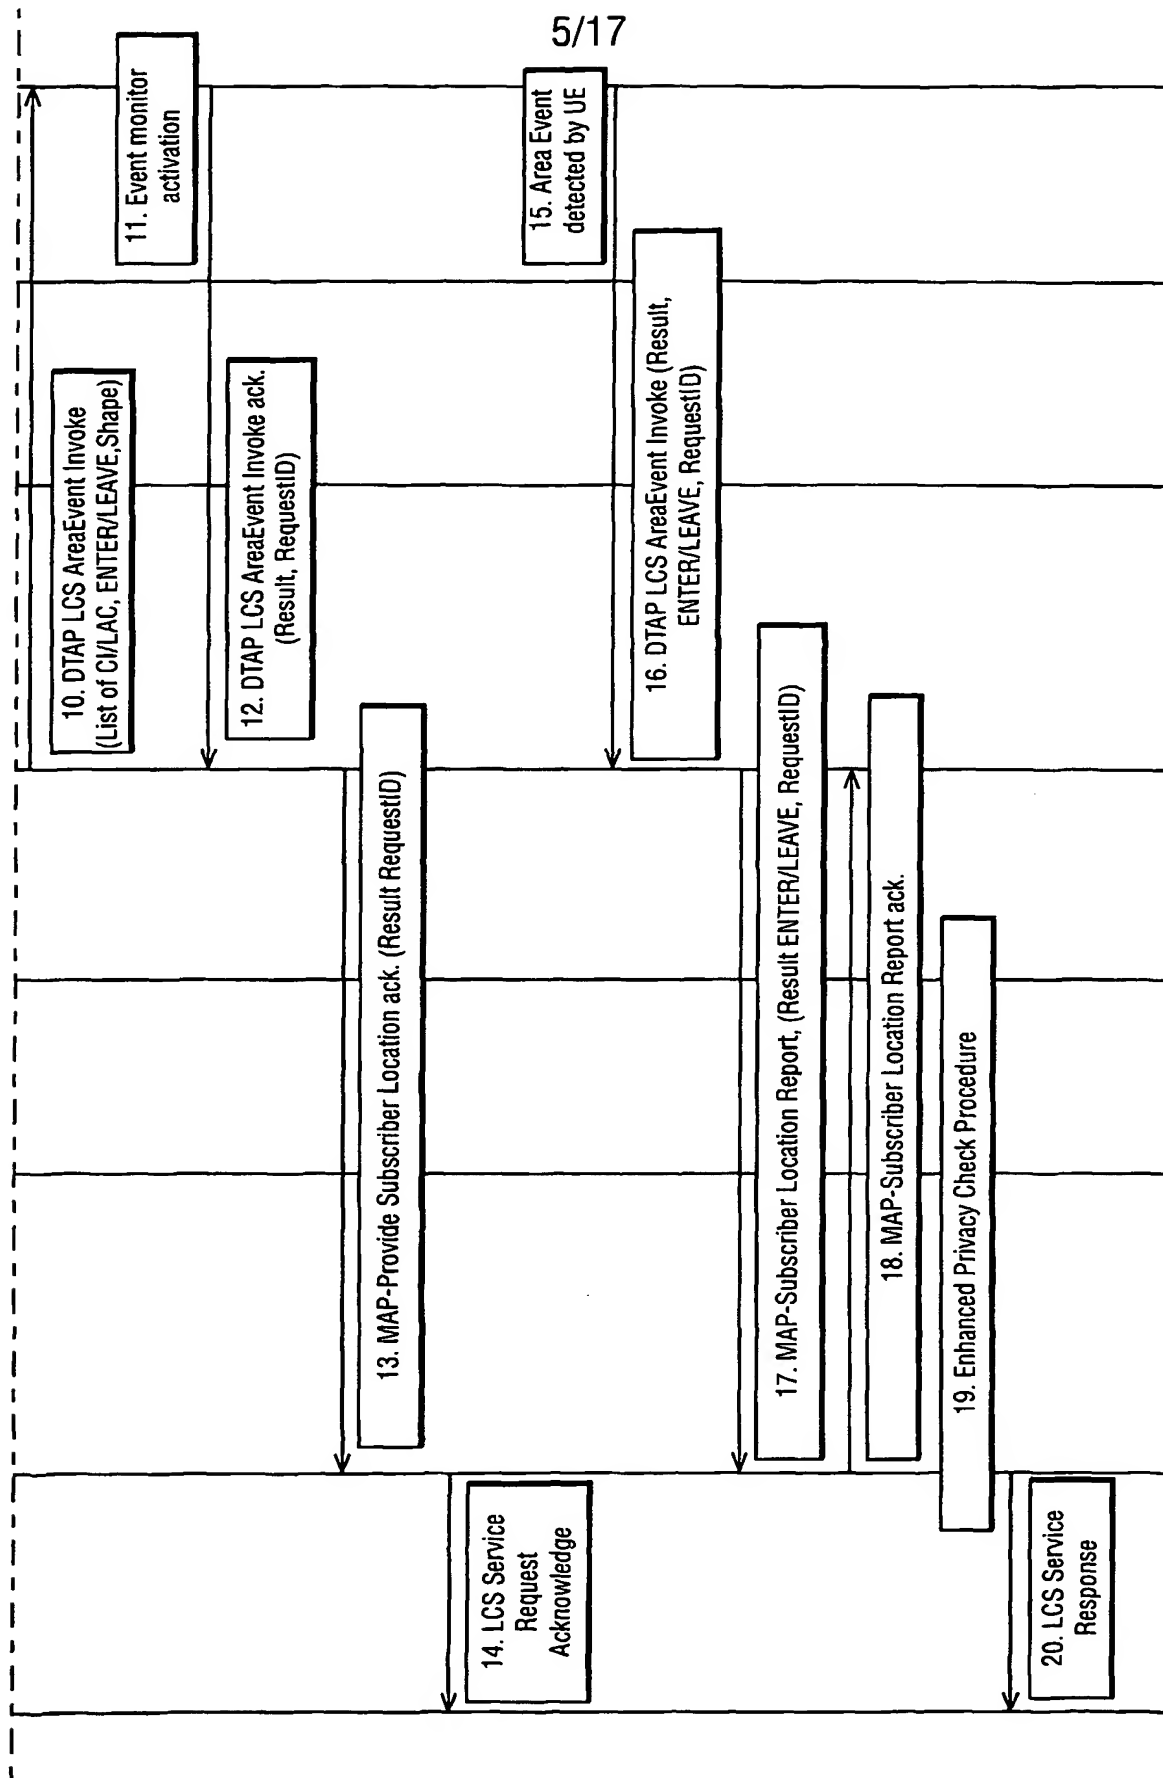 5/17
10. DTAP LCS AreaEvent Invoke
(List of CI/LAC, ENTER/LEAVE,Shape)
11. Event monitor
activation
12. DTAP LCS AreaEvent Invoke ack.
(Result, RequestID)
13. MAP-Provide Subscriber Location ack. (Result RequestID)
14. LCS Service
Request
Acknowledge
15. Area Event
detected by UE
16. DTAP LCS AreaEvent Invoke (Result,
ENTER/LEAVE, RequestID)
17. MAP-Subscriber Location Report, (Result ENTER/LEAVE, RequestID)
18. MAP-Subscriber Location Report ack.
19. Enhanced Privacy Check Procedure
20. LCS Service
Response